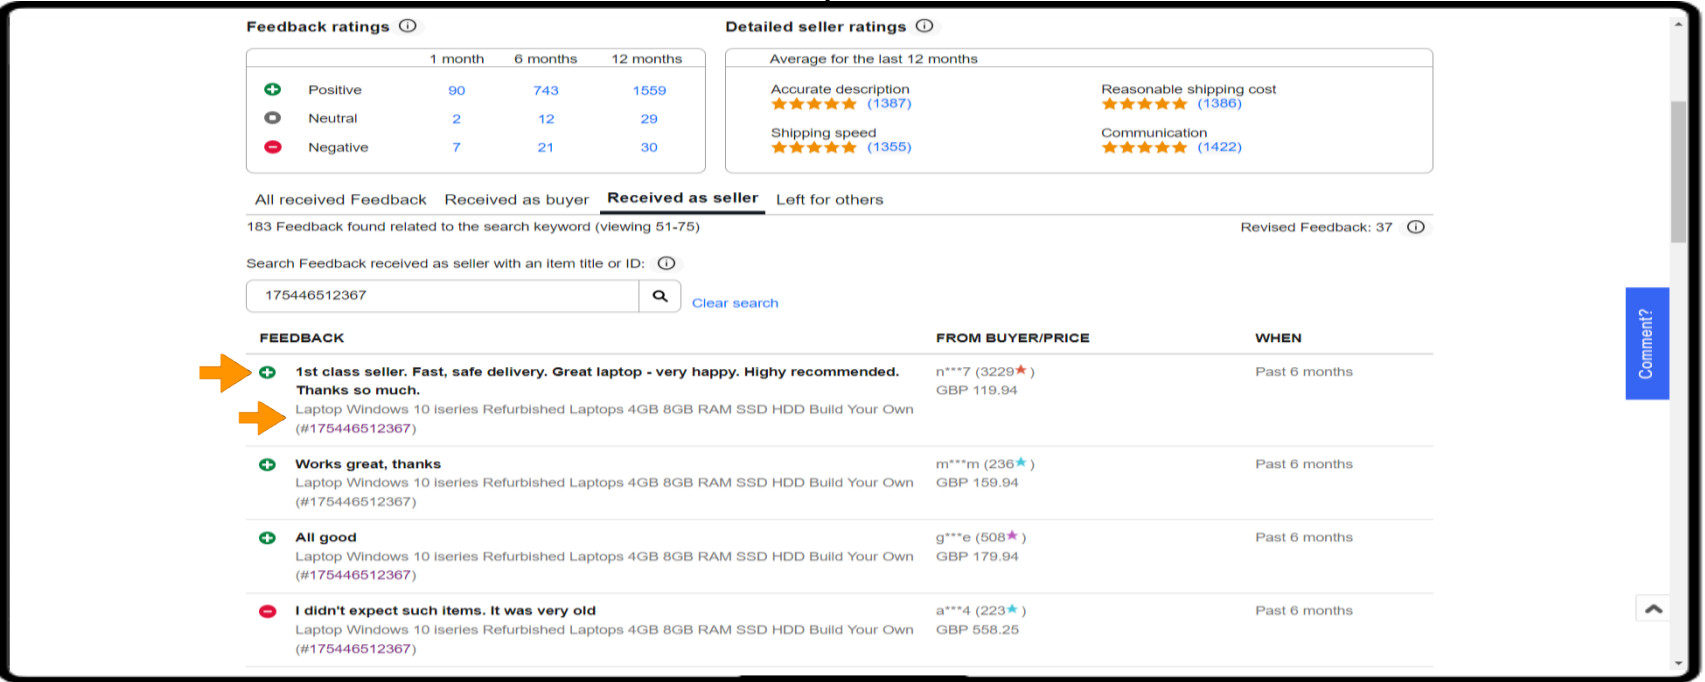 Feedback ratings
Detailed seller ratings
1 month 6 months 12 months
Positive 90 743 1559
Neutral 2 12 29
Negative 7 21 30
Average for the last 12 months
Accurate description
(1387)
Reasonable shipping cost
(1386)
Shipping speed
(1355)
Communication
(1422)
All received Feedback Received as buyer Received as seller Left for others
183 Feedback found related to the search keyword (viewing 51-75)
Revised Feedback: 37
Search Feedback received as seller with an item title or ID:
175446512367
Clear search
FEEDBACK FROM BUYER/PRICE WHEN
1st class seller. Fast, safe delivery. Great laptop - very happy. Highy recommended.
Thanks so much.
Laptop Windows 10 iseries Refurbished Laptops 4GB 8GB RAM SSD HDD Build Your Own
(#175446512367)
n***7 (3229)
GBP 119.94
Past 6 months
Works great, thanks
Laptop Windows 10 iseries Refurbished Laptops 4GB 8GB RAM SSD HDD Build Your Own
(#175446512367)
m***m (236)
GBP 159.94
Past 6 months
All good
Laptop Windows 10 iseries Refurbished Laptops 4GB 8GB RAM SSD HDD Build Your Own
(#175446512367)
g***e (508)
GBP 179.94
Past 6 months
I didn't expect such items. It was very old
Laptop Windows 10 iseries Refurbished Laptops 4GB 8GB RAM SSD HDD Build Your Own
(#175446512367)
a***4 (223)
GBP 558.25
Past 6 months
Comment?